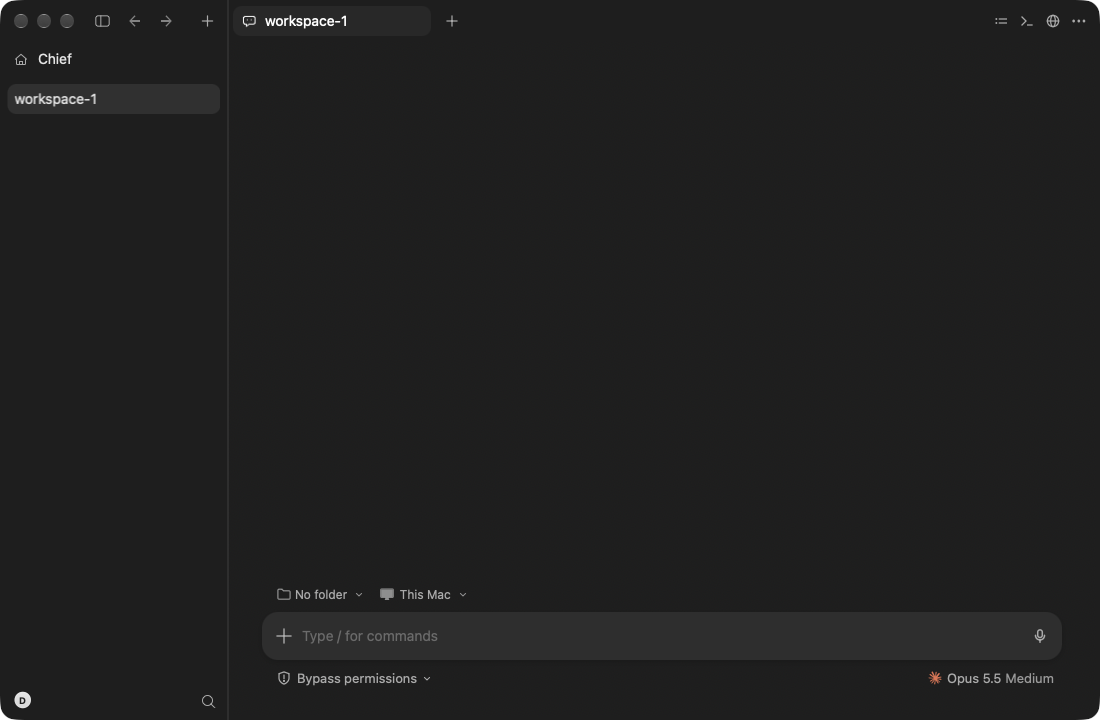 workspace-1
Chief
workspace-1
No folder
This Mac
Type / for commands
Bypass permissions
Opus 5.5 Medium
D